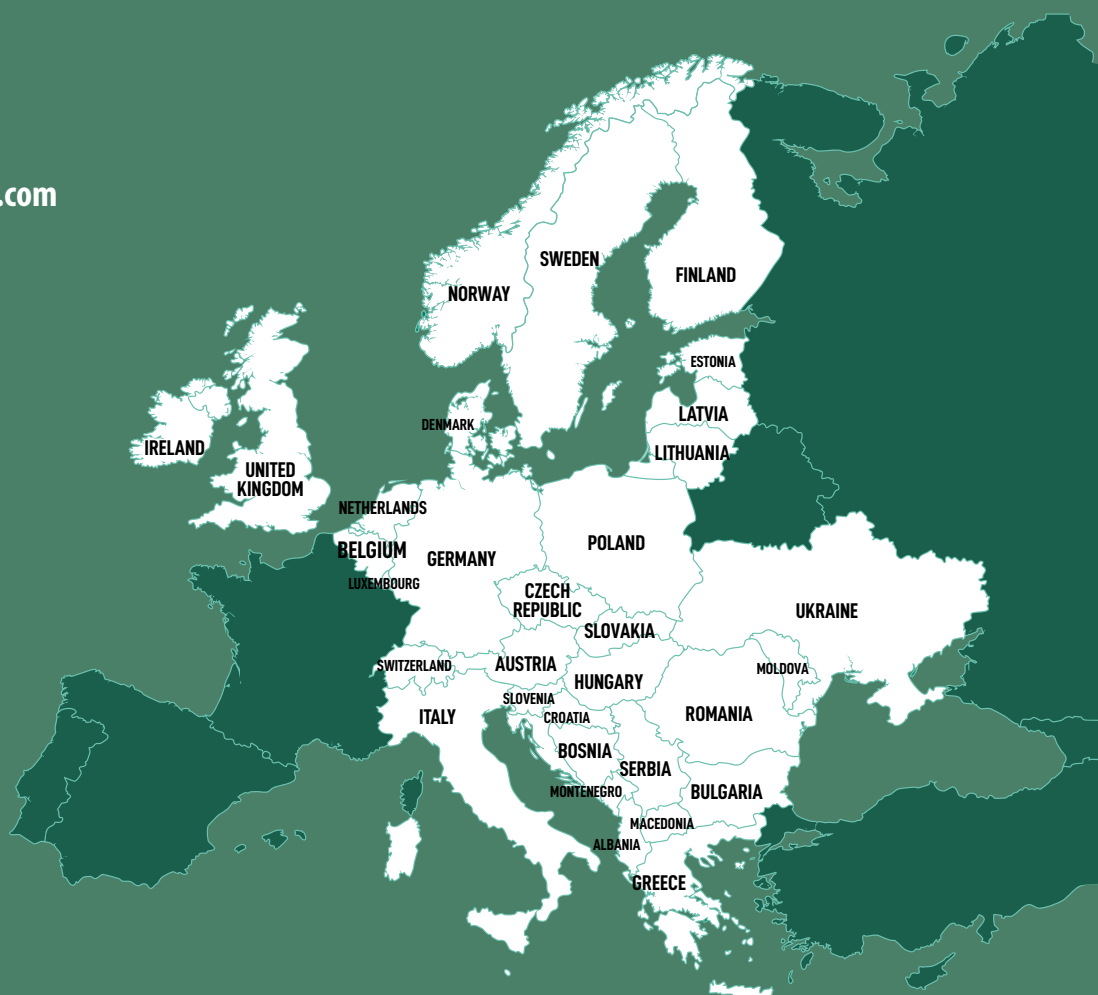 .com
SWEDEN
FINLAND
NORWAY
ESTONIA
LATVIA
DENMARK
IRELAND
LITHUANIA
UNITED
KINGDOM
NETHERLANDS
BELGIUM
GERMANY
POLAND
LUXEMBOURG
CZECH
REPUBLIC
UKRAINE
SLOVAKIA
SWITZERLAND
AUSTRIA
MOLDOVA
HUNGARY
SLOVENIA
ITALY
CROATIA
ROMANIA
BOSNIA
SERBIA
MONTENEGRO
BULGARIA
MACEDONIA
ALBANIA
GREECE